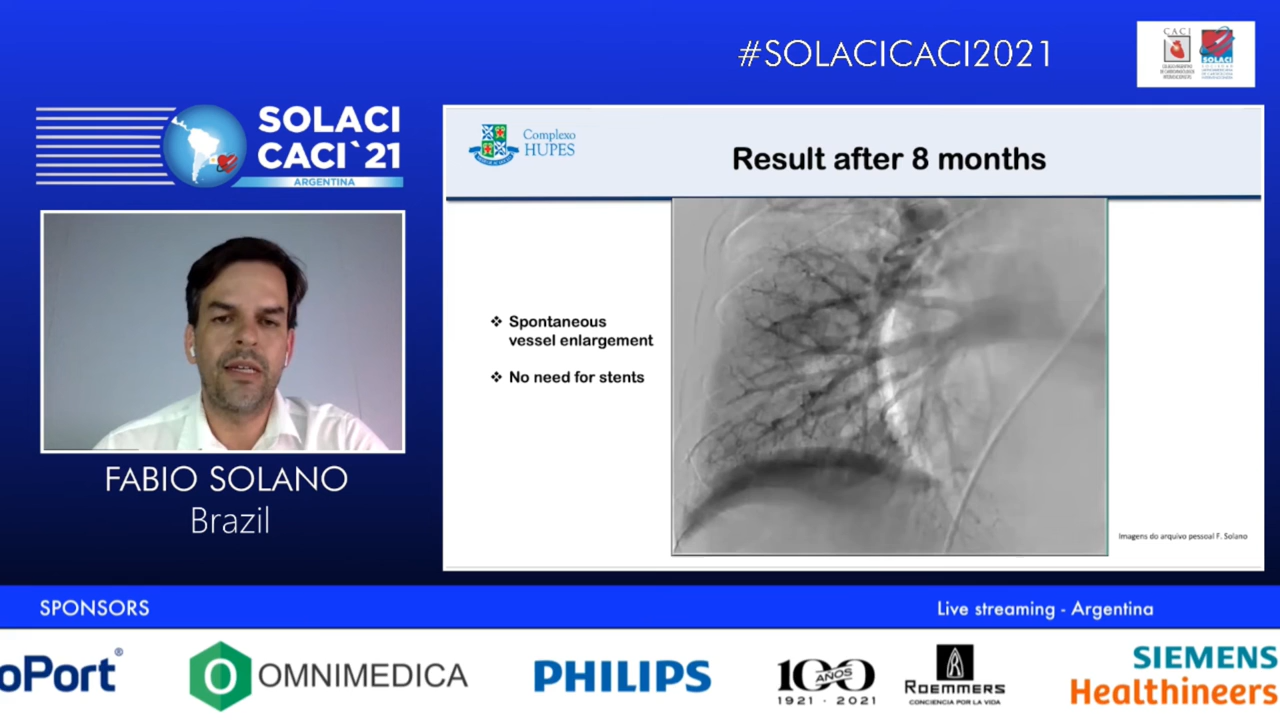 #SOLACICACI2021
CACI
SOLACI
SOLACI
CACI`21
ARGENTINA
Complexo
HUPES
Result after 8 months
❖ Spontaneous
vessel enlargement
❖ No need for stents
Imagens do arquivo pessoal F. Solano
FABIO SOLANO
Brazil
SPONSORS
Live streaming - Argentina
oPort®
OMNIMEDICA
PHILIPS
100
AÑOS
1921 · 2021
ROEMMERS
CONCIENCIA POR LA VIDA
SIEMENS
Healthineers